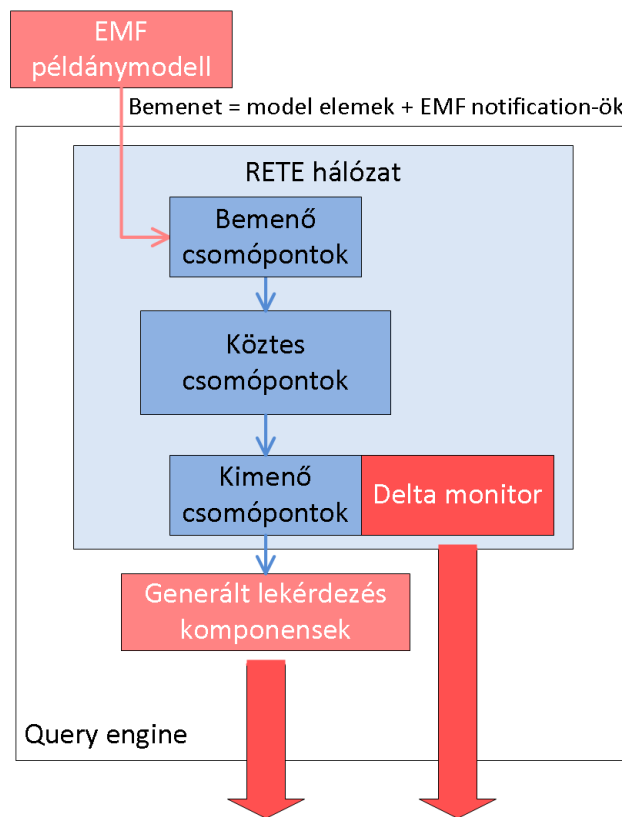 EMF
példánymodell
Bemenet = model elemek + EMF notification-ök
RETE hálózat
Bemenő
csomópontok
Köztes
csomópontok
Kimenő
csomópontok
Delta monitor
Generált lekérdezés
komponensek
Query engine